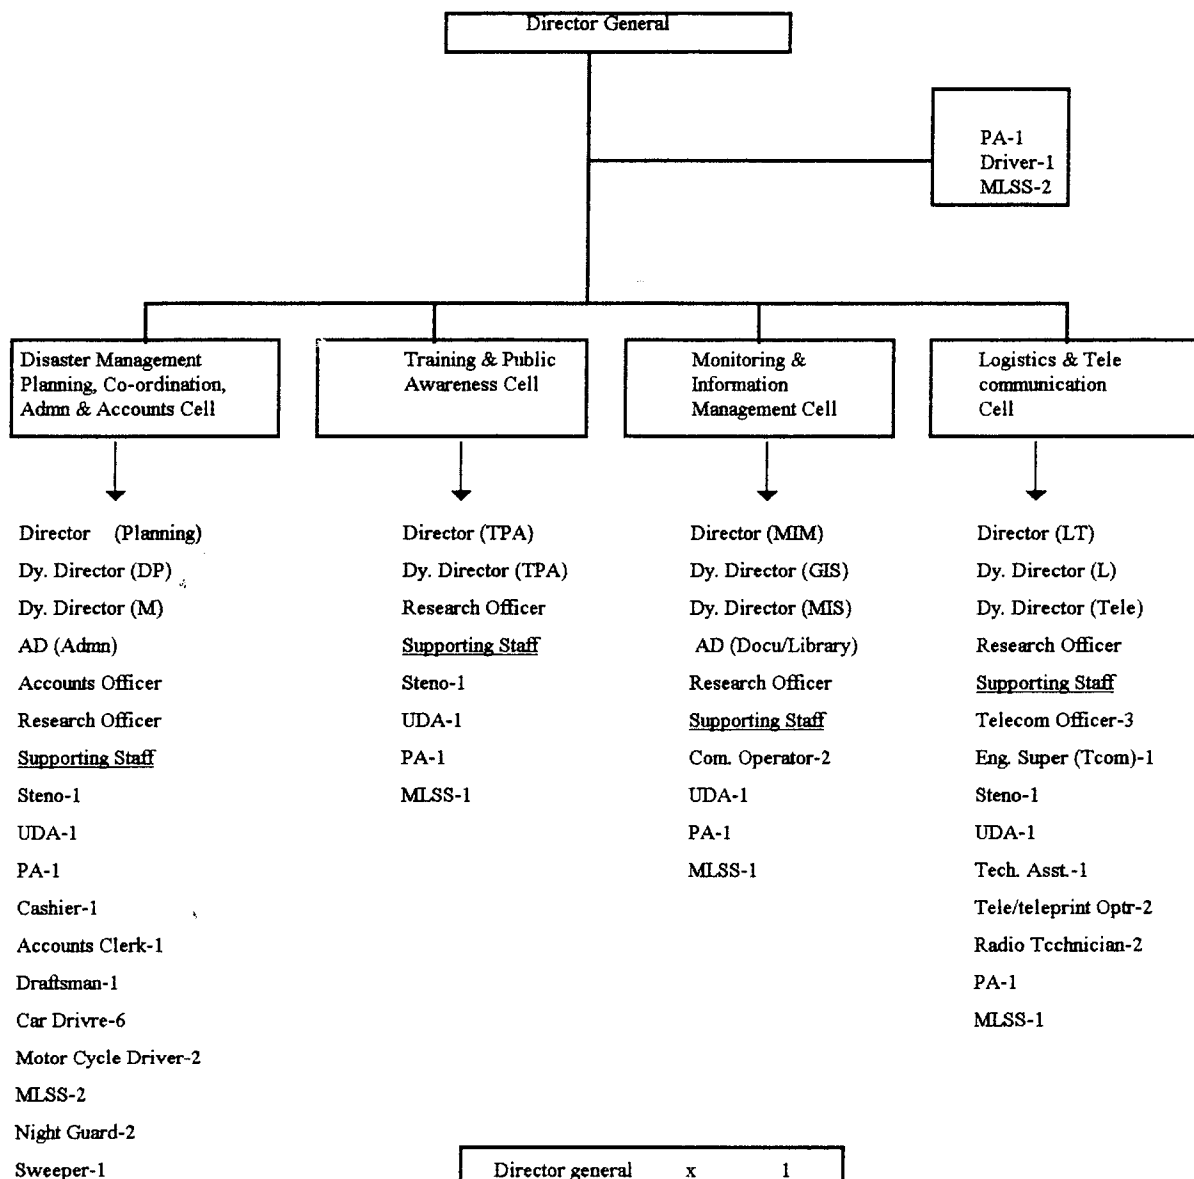 Director General
PA-1
Driver-1
MLSS-2
Disaster Management
Planning, Co-ordination,
Admn & Accounts Cell
Training & Public
Awareness Cell
Monitoring &
Information
Management Cell
Logistics & Tele
communication
Cell
Director (Planning)
Dy. Director (DP)
Dy. Director (M)
AD (Admn)
Accounts Officer
Research Officer
Supporting Staff
Steno-1
UDA-1
PA-1
Cashier-1
Accounts Clerk-1
Draftsman-1
Car Drivre-6
Motor Cycle Driver-2
MLSS-2
Night Guard-2
Sweeper-1
Director (TPA)
Dy. Director (TPA)
Research Officer
Supporting Staff
Steno-1
UDA-1
PA-1
MLSS-1
Director (MIM)
Dy. Director (GIS)
Dy. Director (MIS)
AD (Docu/Library)
Research Officer
Supporting Staff
Com. Operator-2
UDA-1
PA-1
MLSS-1
Director (LT)
Dy. Director (L)
Dy. Director (Tele)
Research Officer
Supporting Staff
Telecom Officer-3
Eng. Super (Tcom)-1
Steno-1
UDA-1
Tech. Asst.-1
Tele/teleprint Optr-2
Radio Technician-2
PA-1
MLSS-1
Director general x 1